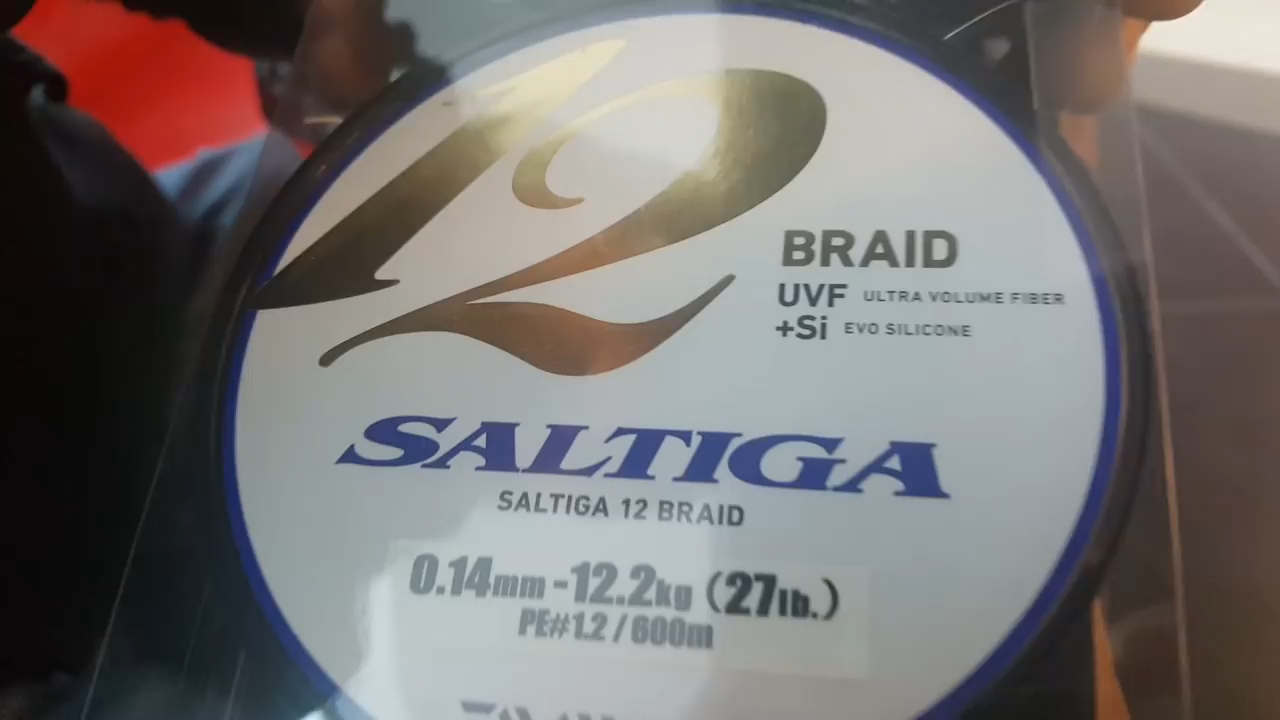 12
BRAID
UVF ULTRA VOLUME FIBER
+Si EVO SILICONE
SALTIGA
SALTIGA 12 BRAID
0.14mm-12.2kg (27lb.)
PE#1.2/600m